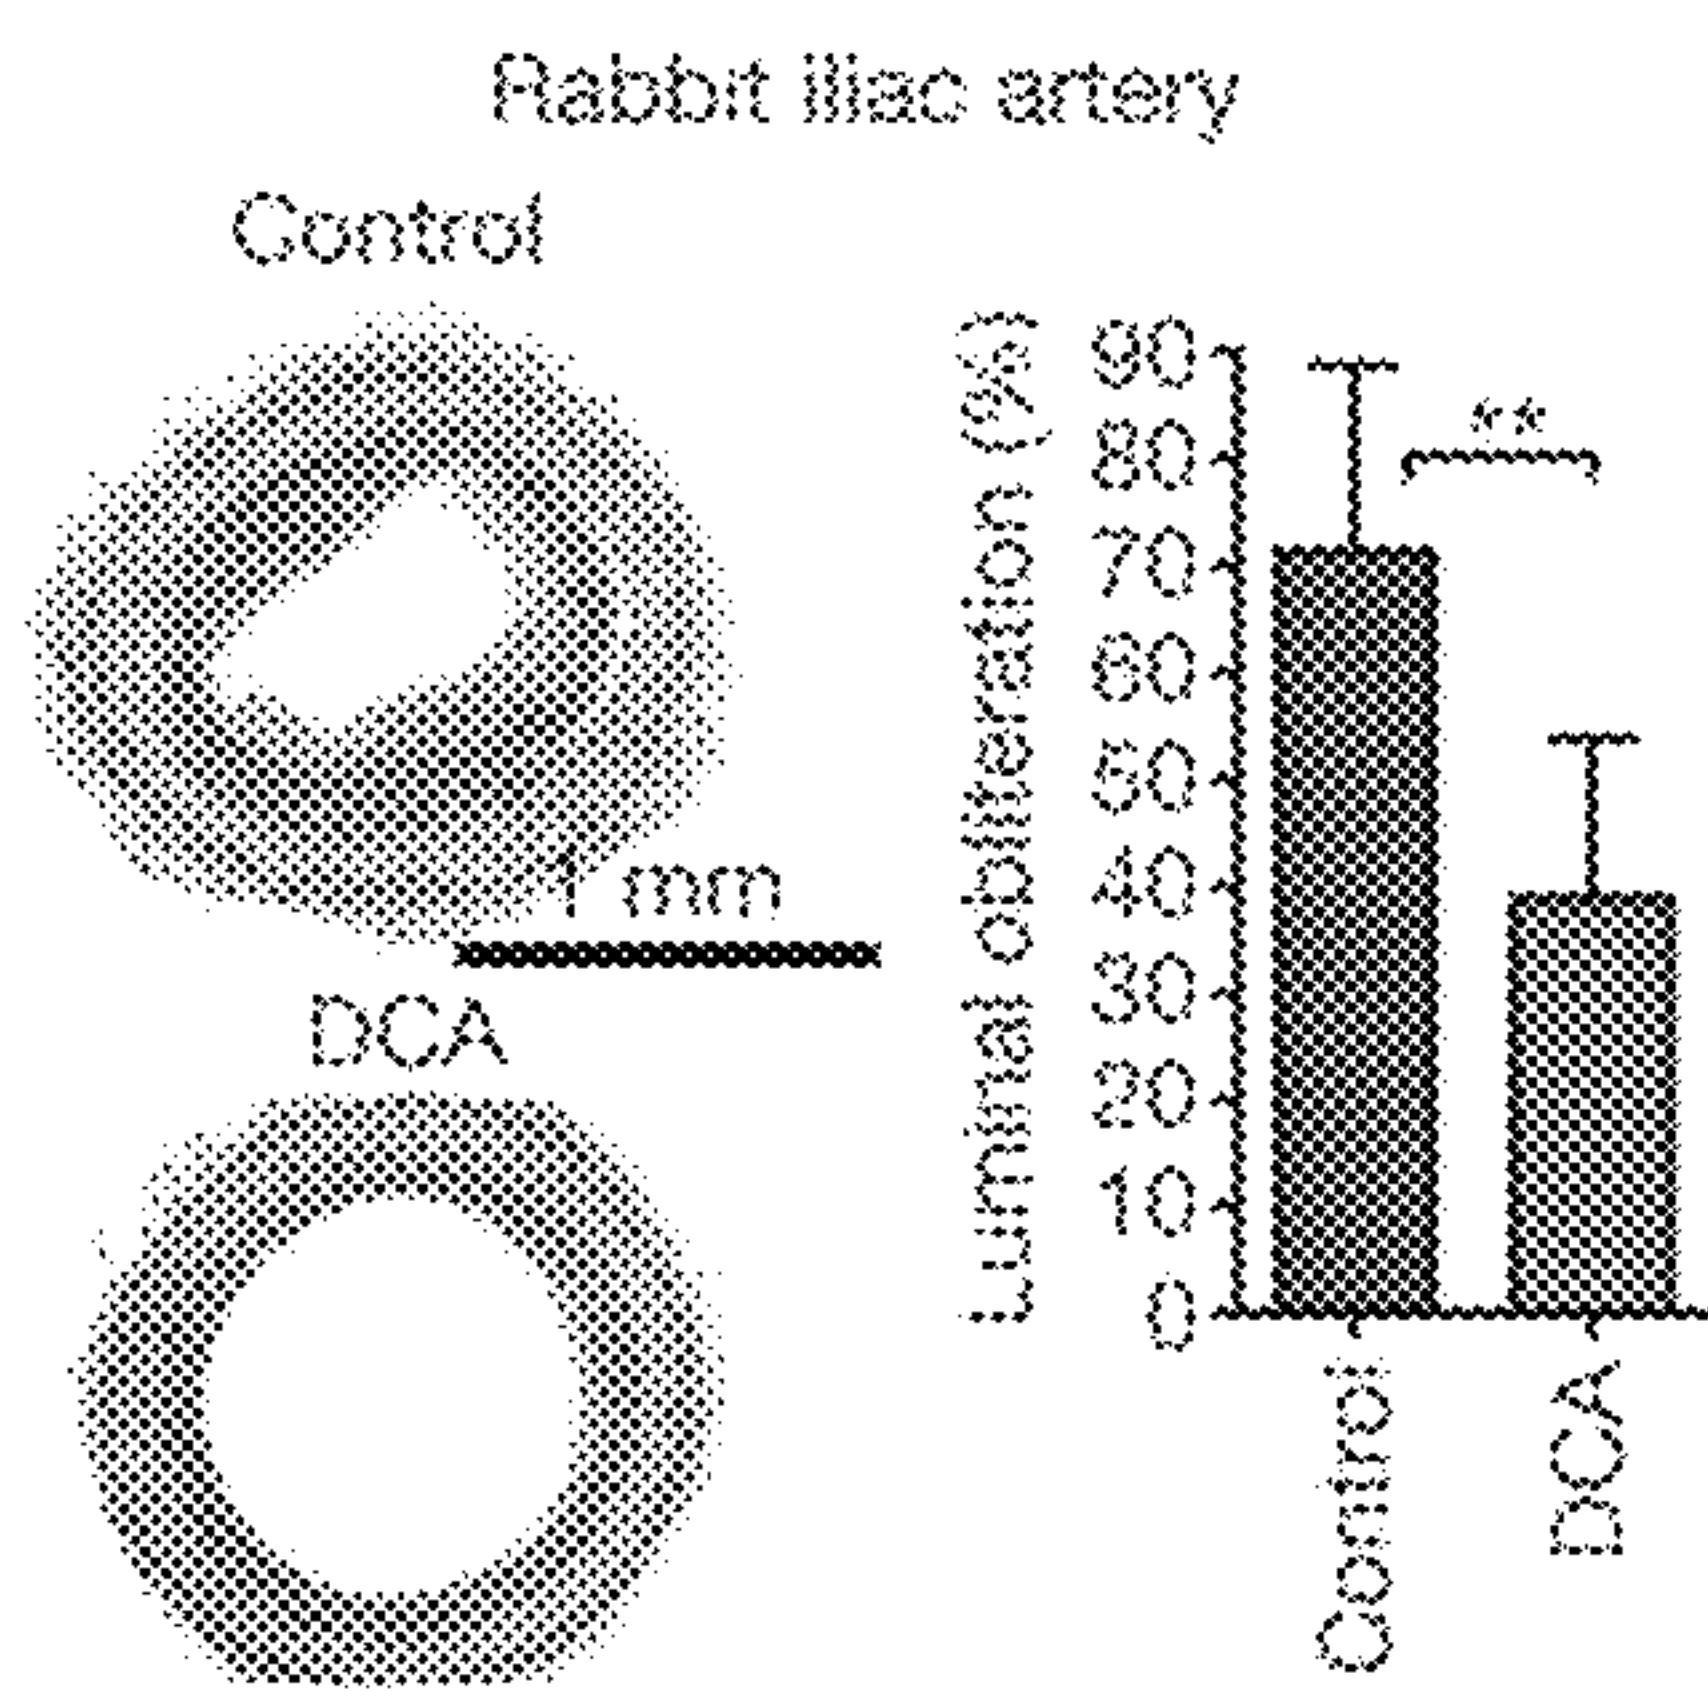 Rabbit iliac artery
Control
1 mm
DCA
Luminal obliteration (%)
90
80
70
60
50
40
30
20
10
0
**
Control
DCA